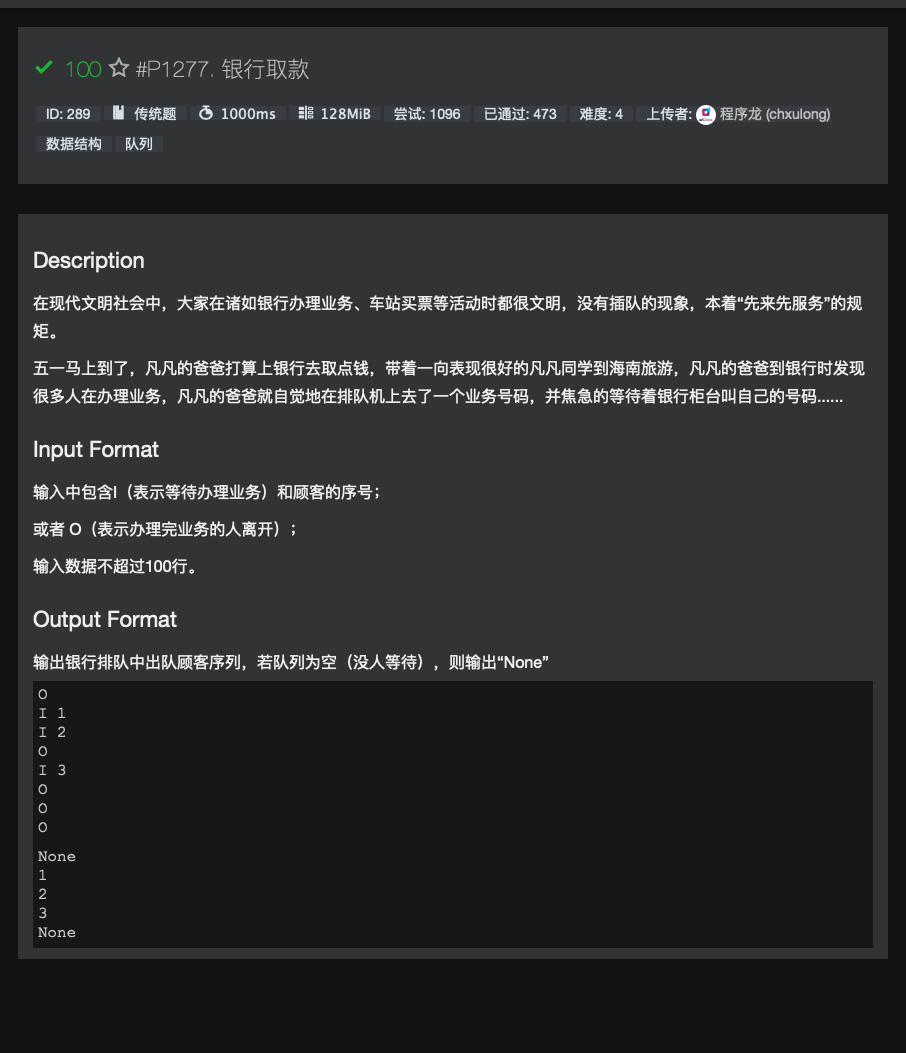 100 #P1277. 银行取款
ID: 289 传统题 1000ms 128MiB 尝试: 1096 已通过: 473 难度: 4 上传者: 程序龙 (chxulong)
数据结构 队列
Description
在现代文明社会中，大家在诸如银行办理业务、车站买票等活动时都很文明，没有插队的现象，本着“先来先服务”的规
矩。
五一马上到了，凡凡的爸爸打算上银行去取点钱，带着一向表现很好的凡凡同学到海南旅游，凡凡的爸爸到银行时发现
很多人在办理业务，凡凡的爸爸就自觉地在排队机上去了一个业务号码，并焦急的等待着银行柜台叫自己的号码......
Input Format
输入中包含I（表示等待办理业务）和顾客的序号；
或者 O（表示办理完业务的人离开）；
输入数据不超过100行。
Output Format
输出银行排队中出队顾客序列，若队列为空（没人等待），则输出“None”
O
I 1
I 2
O
I 3
O
O
O
None
1
2
3
None